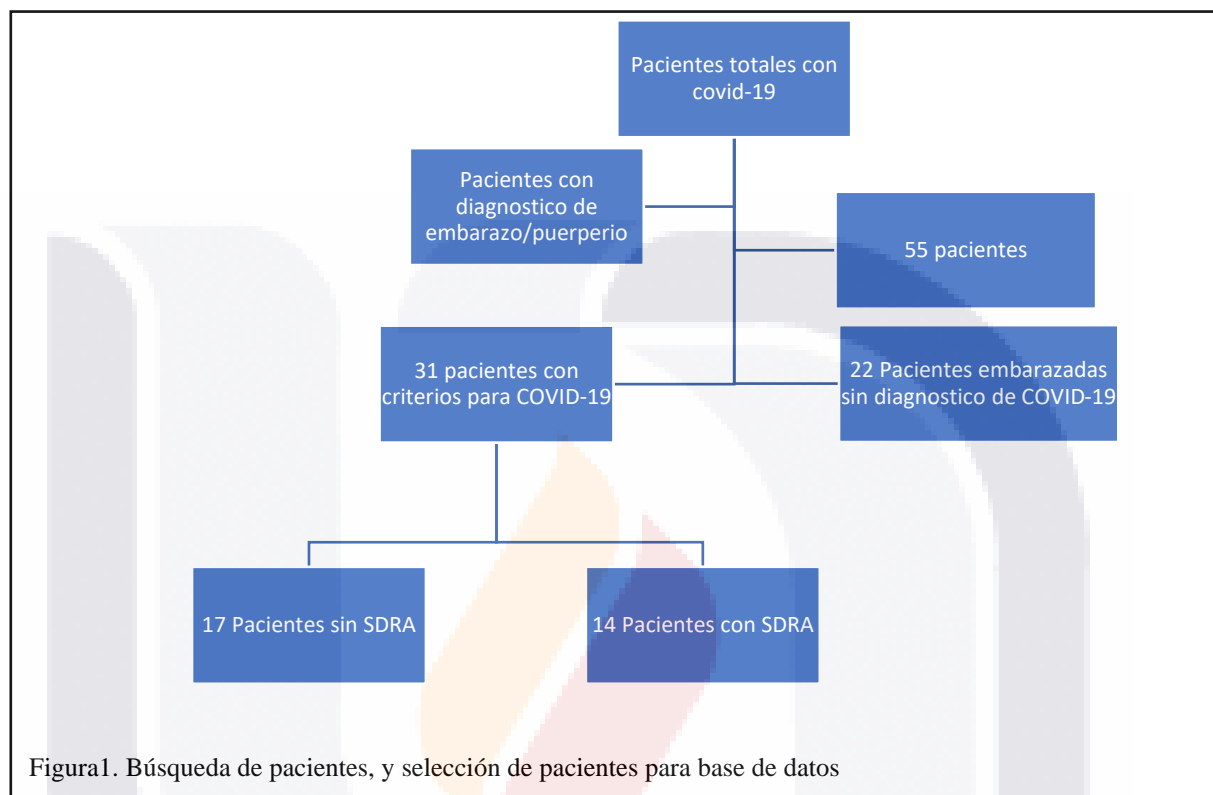 Pacientes totales con
covid-19
Pacientes con
diagnostico de
embarazo/puerperio
55 pacientes
31 pacientes con
criterios para COVID-19
22 Pacientes embarazadas
sin diagnostico de COVID-19
17 Pacientes sin SDRA
14 Pacientes con SDRA
Figura1. Búsqueda de pacientes, y selección de pacientes para base de datos